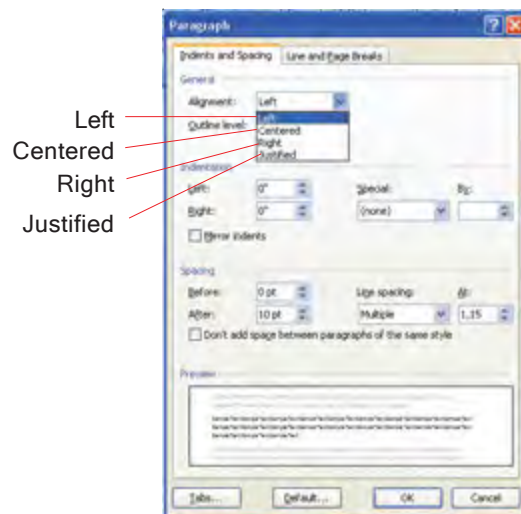 Paragraph
Indents and Spacing Line and Page Breaks
General
Alignment: Left
Outline level:
Left
Centered
Right
Justified
Left
Centered
Right
Justified
Indentation
Left: 0" Special: By:
Right: 0" (none)
Mirror indents
Spacing
Before: 0 pt Line spacing: At:
After: 10 pt Multiple 1.15
Don't add space between paragraphs of the same style
Preview
Tabs... Default... OK Cancel